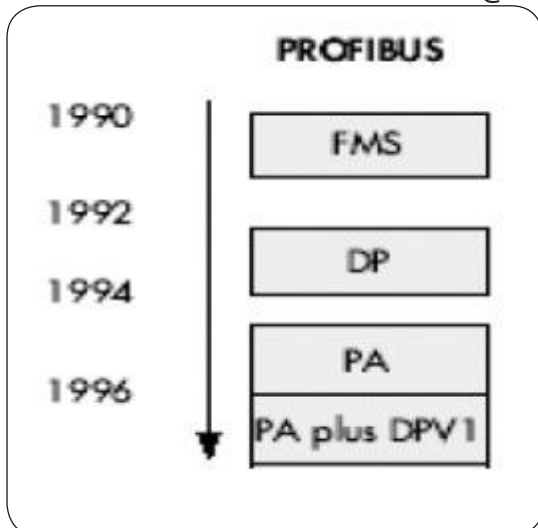 PROFIBUS
1990
FMS
1992
DP
1994
PA
1996
PA plus DPV1